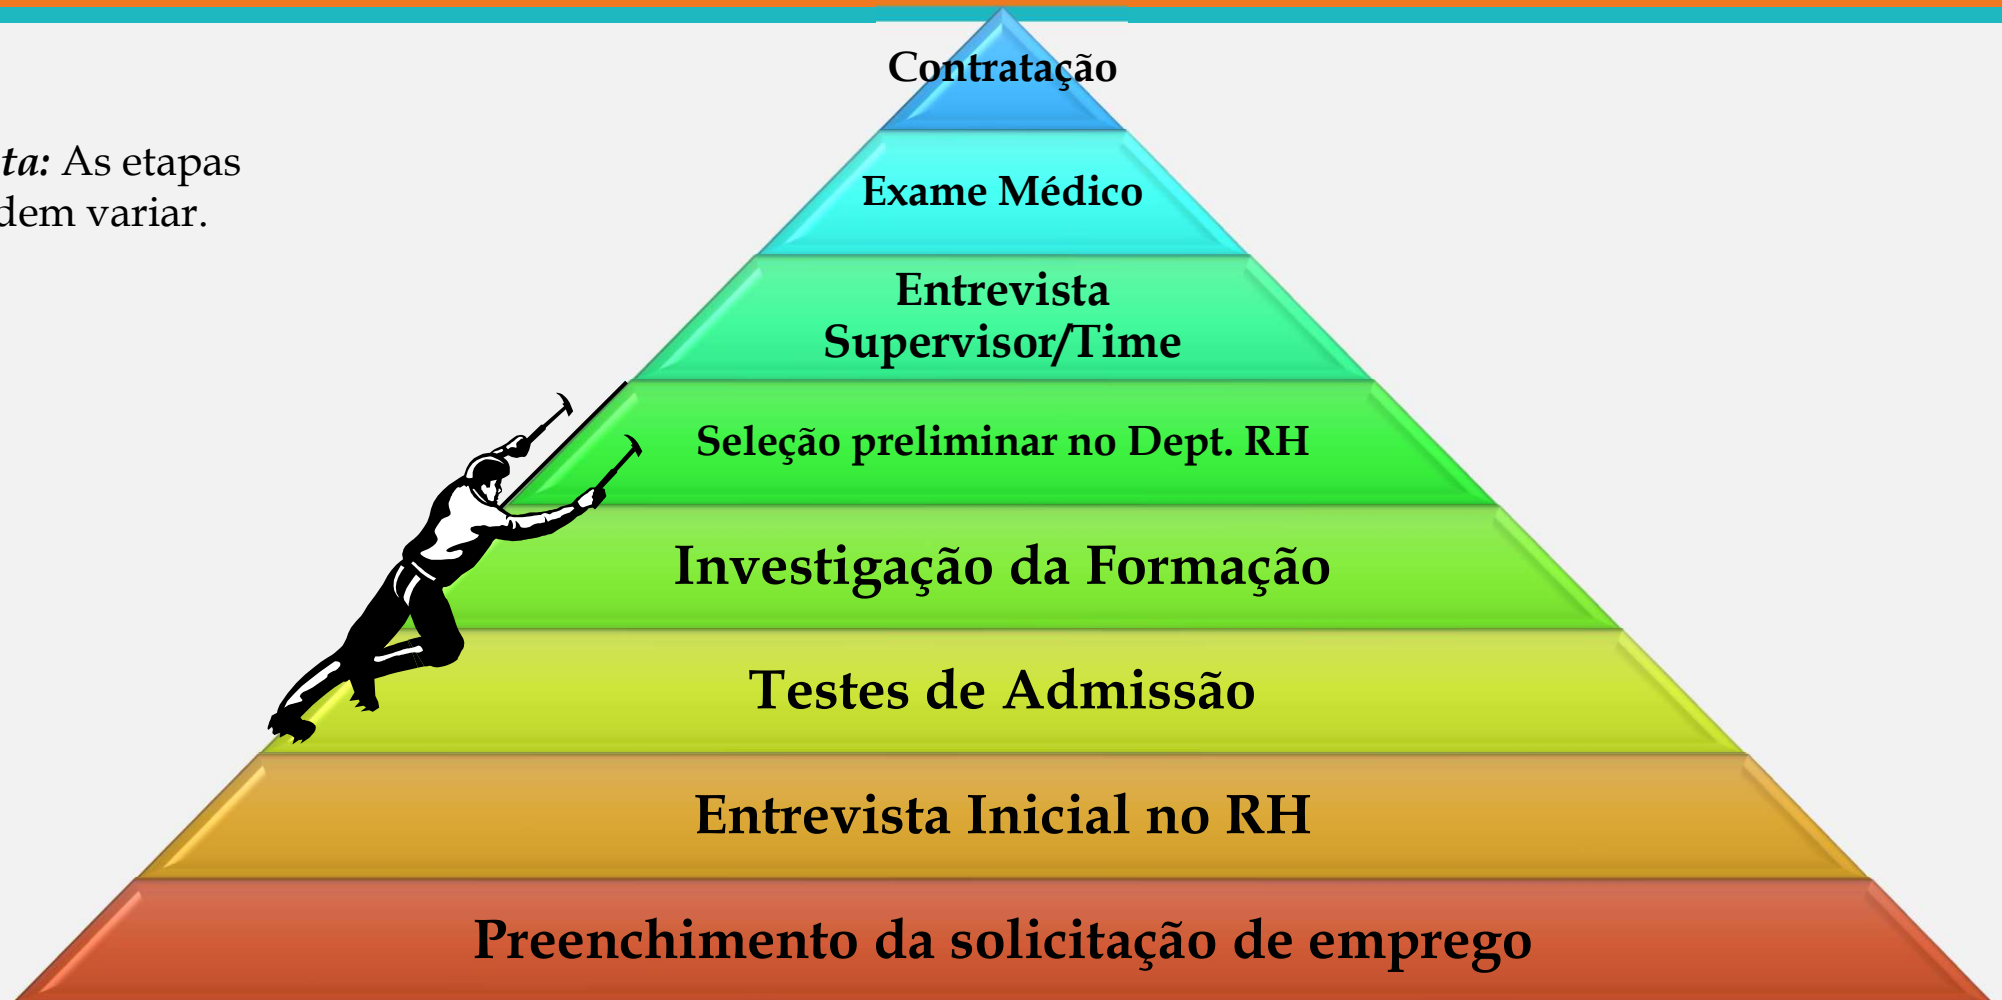 Contratação
ta: As etapas
dem variar.
Exame Médico
Entrevista
Supervisor/Time
Seleção preliminar no Dept. RH
Investigação da Formação
Testes de Admissão
Entrevista Inicial no RH
Preenchimento da solicitação de emprego